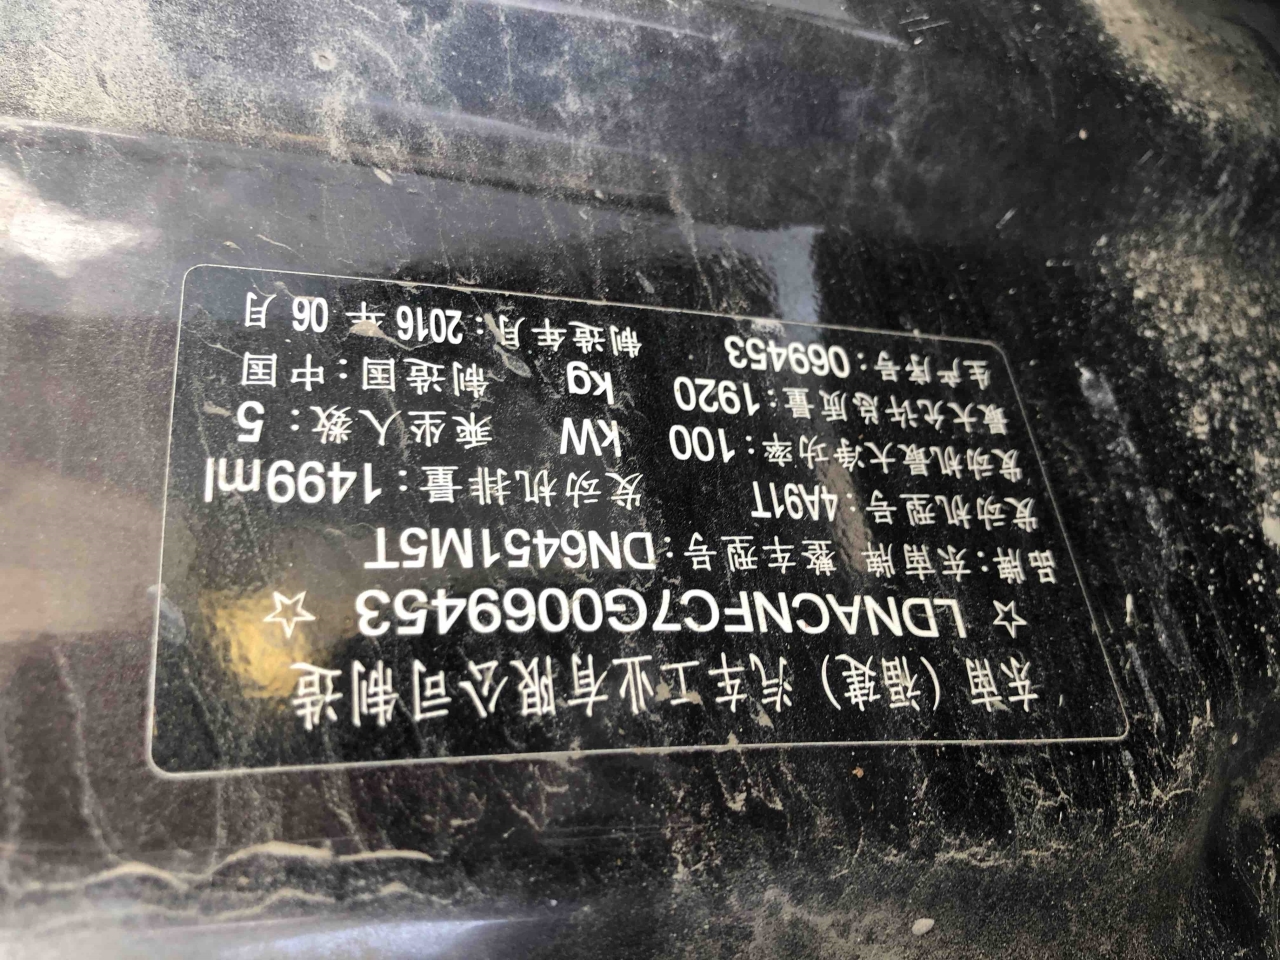 东南（福建）汽车工业有限公司制造
☆ LDNACNFC7G0069453 ☆
品牌：东南牌 整车型号：DN6451M5T
发动机型号：4A91T 发动机排量：1499ml
发动机最大净功率：100 kW 乘坐人数：5
最大允许总质量：1920 kg 制造国：中国
生产序号：069453 制造年月：2016 年 06 月